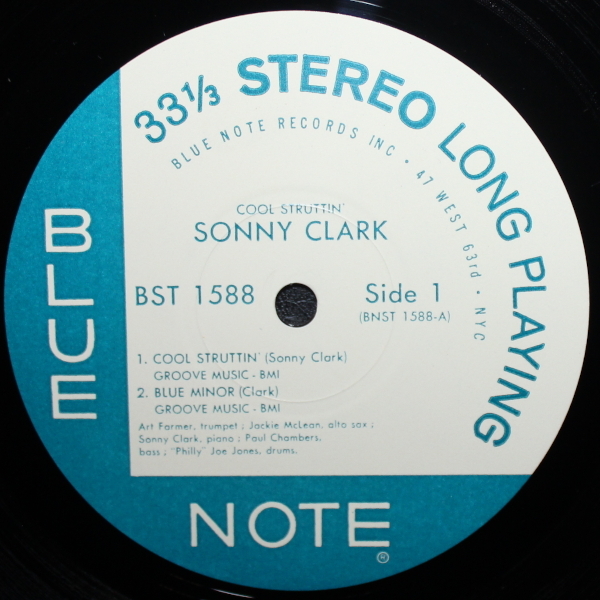 33⅓ STEREO LONG PLAYING
BLUE NOTE RECORDS INC • 47 WEST 63rd • NYC
COOL STRUTTIN'
SONNY CLARK
BST 1588
Side 1
(BNST 1588-A)
1. COOL STRUTTIN' (Sonny Clark)
GROOVE MUSIC - BMI
2. BLUE MINOR (Clark)
GROOVE MUSIC - BMI
Art Farmer, trumpet ; Jackie McLean, alto sax ;
Sonny Clark, piano ; Paul Chambers,
bass ; "Philly" Joe Jones, drums.
BLUE
NOTE
®